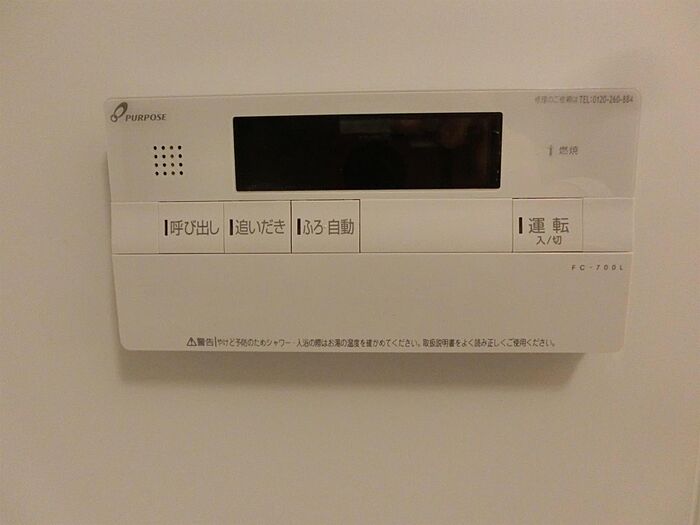 PURPOSE
修理のご依頼は TEL:0120-260-884
燃焼
呼び出し
追いだき
ふろ自動
運転
入/切
FC-700L
⚠警告 やけど予防のためシャワー・入浴の際はお湯の温度を確かめてください。取扱説明書をよく読み正しくご使用ください。